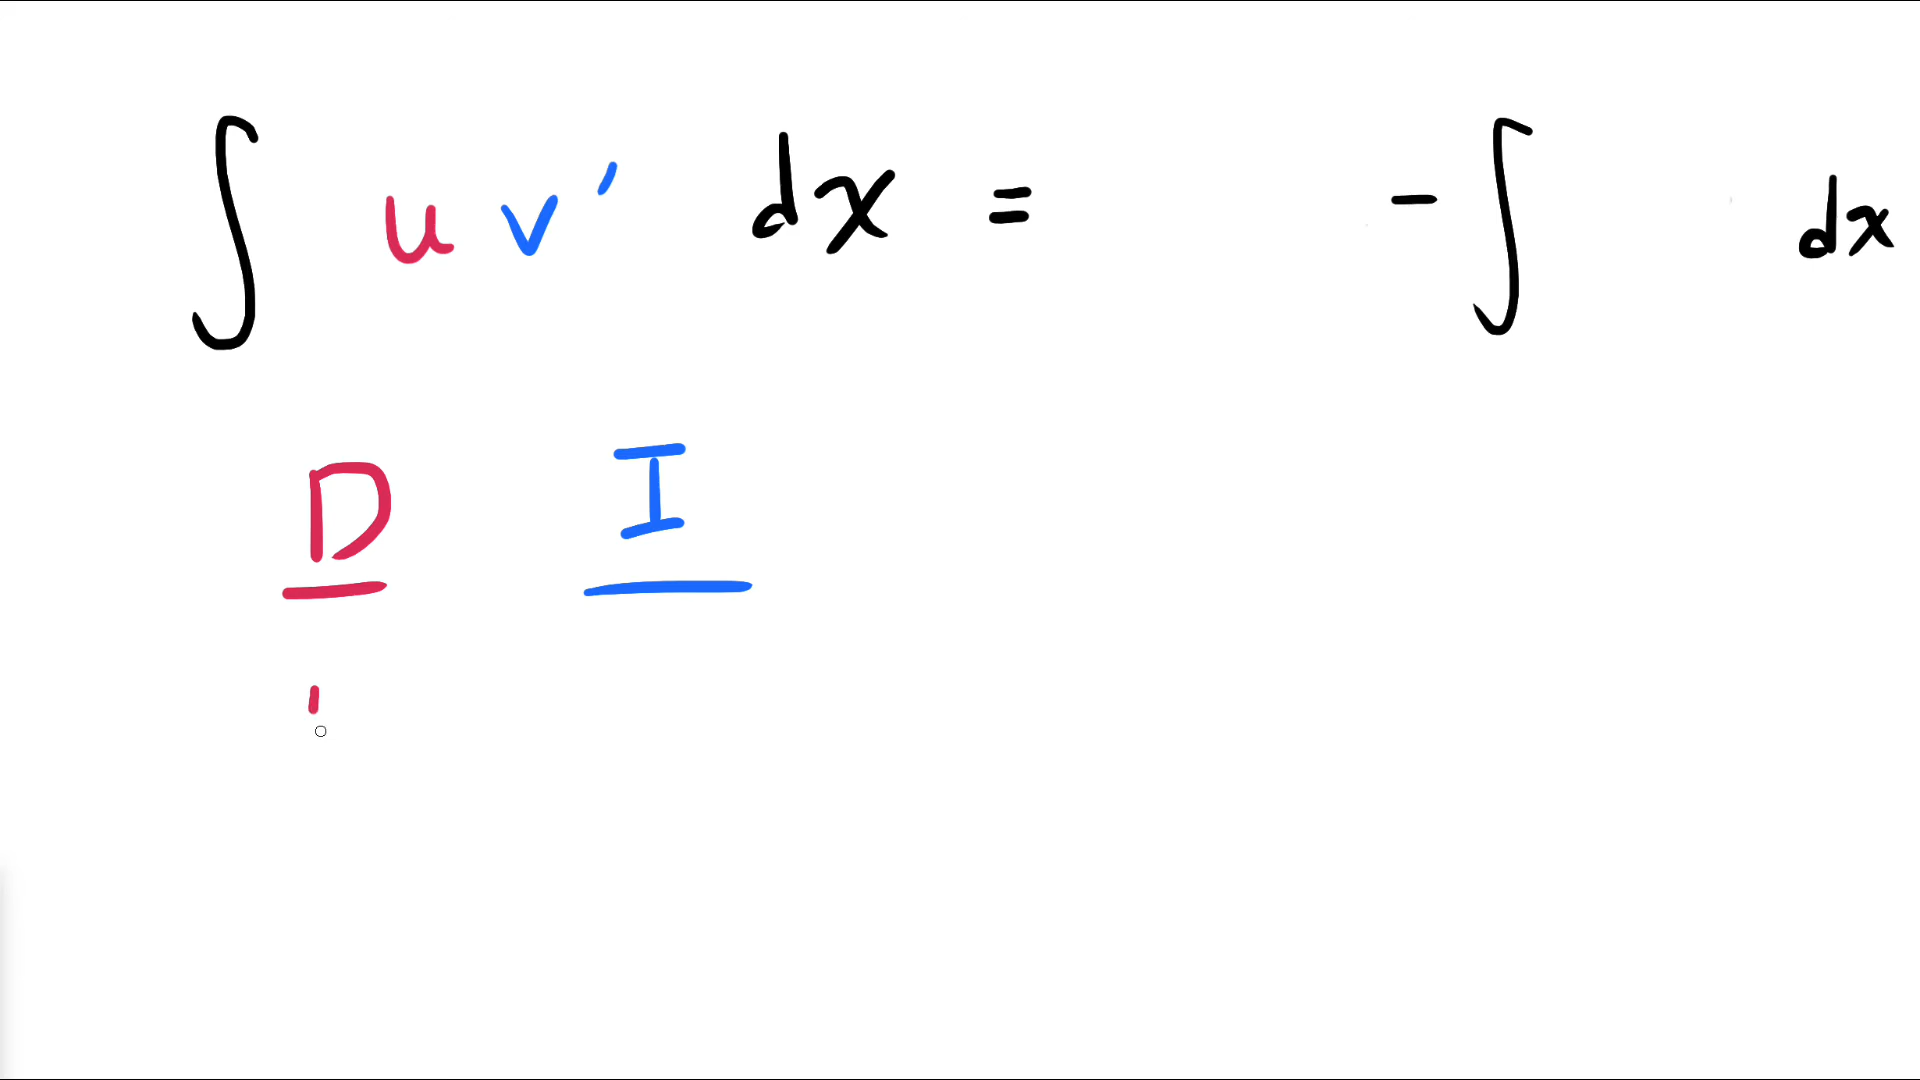 ∫ u v' dx = - ∫ dx
D I